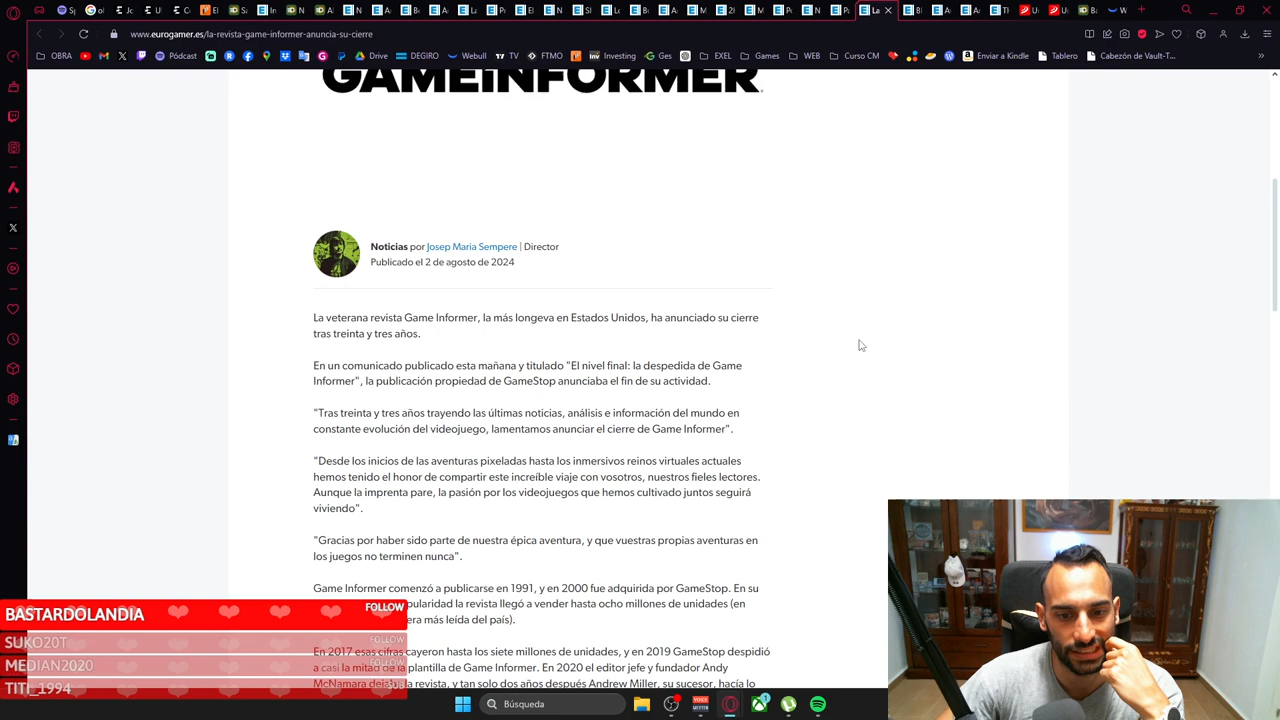 www.eurogamer.es/la-revista-game-informer-anuncia-su-cierre
OBRA
Pódcast
Drive
DEGIRO
Webull
TV
FTMO
Investing
Ges
EXEL
Games
WEB
Curso CM
Enviar a Kindle
Tablero
Cabezón de Vault-T...
GAMEINFORMER
Noticias por Josep Maria Sempere | Director
Publicado el 2 de agosto de 2024
La veterana revista Game Informer, la más longeva en Estados Unidos, ha anunciado su cierre
tras treinta y tres años.
En un comunicado publicado esta mañana y titulado "El nivel final: la despedida de Game
Informer", la publicación propiedad de GameStop anunciaba el fin de su actividad.
"Tras treinta y tres años trayendo las últimas noticias, análisis e información del mundo en
constante evolución del videojuego, lamentamos anunciar el cierre de Game Informer".
"Desde los inicios de las aventuras pixeladas hasta los inmersivos reinos virtuales actuales
hemos tenido el honor de compartir este increíble viaje con vosotros, nuestros fieles lectores.
Aunque la imprenta pare, la pasión por los videojuegos que hemos cultivado juntos seguirá
viviendo".
"Gracias por haber sido parte de nuestra épica aventura, y que vuestras propias aventuras en
los juegos no terminen nunca".
Game Informer comenzó a publicarse en 1991, y en 2000 fue adquirida por GameStop. En su
pularidad la revista llegó a vender hasta ocho millones de unidades (en
era más leída del país).
En 2017 esas cifras cayeron hasta los siete millones de unidades, y en 2019 GameStop despidió
a casi la mitad de la plantilla de Game Informer. En 2020 el editor jefe y fundador Andy
McNamara dejaba la revista, y tan solo dos años después Andrew Miller, su sucesor, hacía lo
BASTARDOLANDIA FOLLOW
SUKO20T FOLLOW
MEDIAN2020 FOLLOW
TITI_1994
Búsqueda